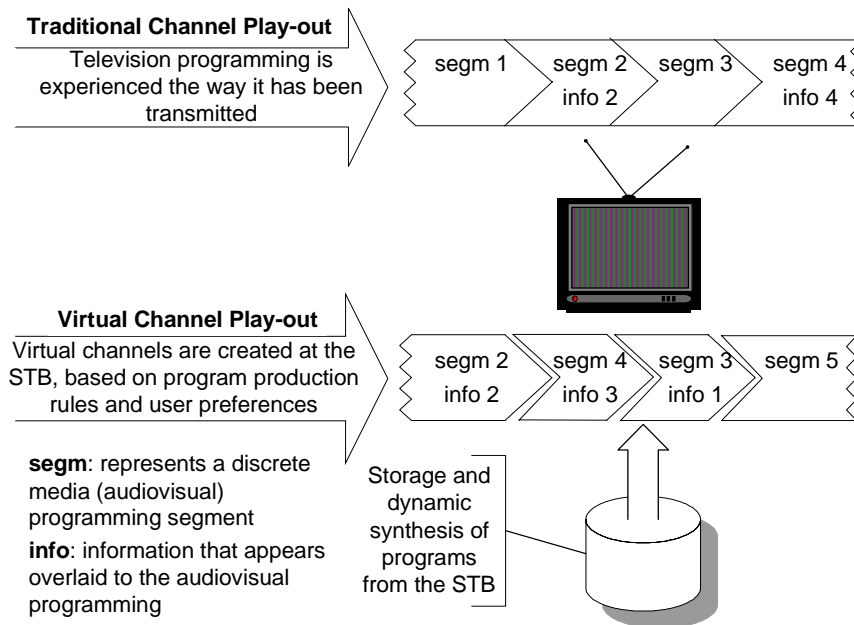 Traditional Channel Play-out
Television programming is
experienced the way it has been
transmitted
segm 1
segm 2
info 2
segm 3
segm 4
info 4
Virtual Channel Play-out
Virtual channels are created at the
STB, based on program production
rules and user preferences
segm 2
info 2
segm 4
info 3
segm 3
info 1
segm 5
segm: represents a discrete
media (audiovisual)
programming segment
info: information that appears
overlaid to the audiovisual
programming
Storage and
dynamic
synthesis of
programs
from the STB